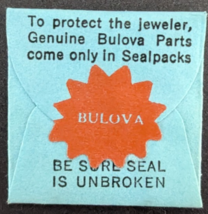 To protect the jeweler,
Genuine Bulova Parts
come only in Sealpacks
BULOVA
BE SURE SEAL
IS UNBROKEN